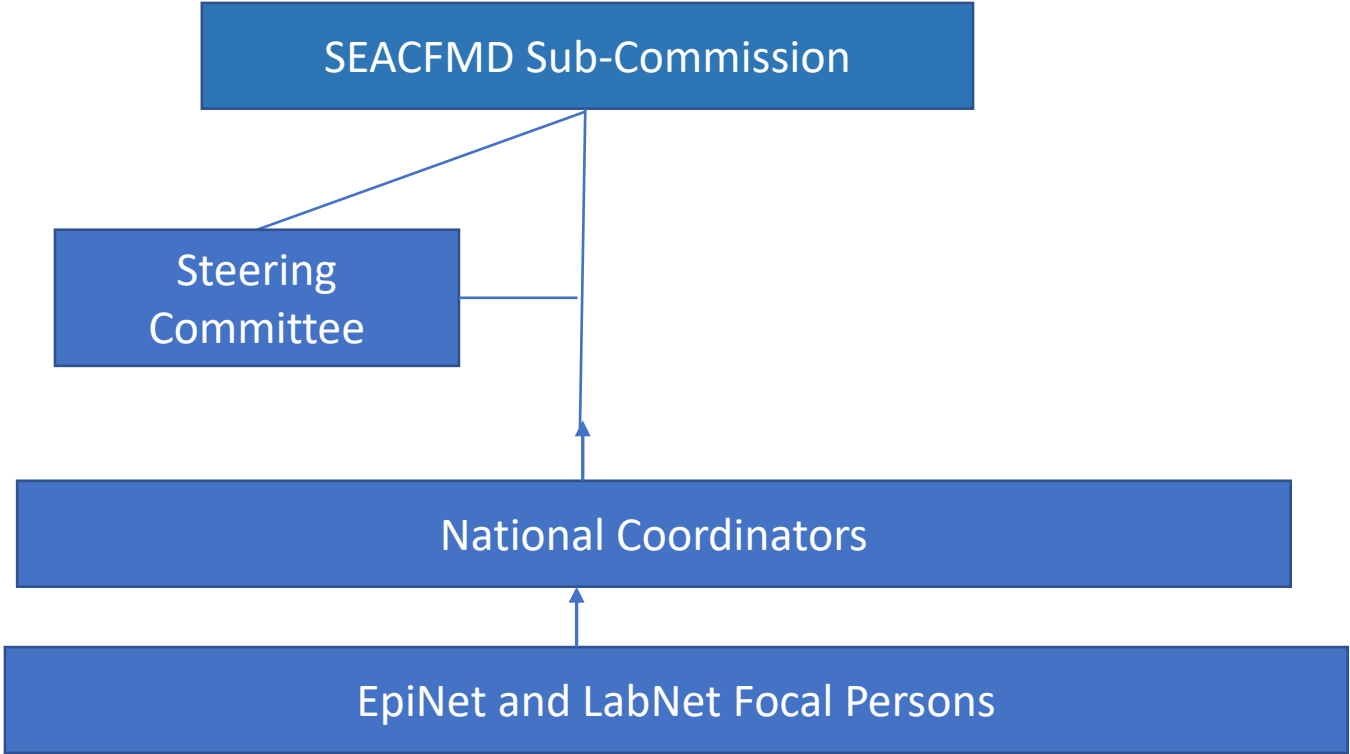 SEACFMD Sub-Commission
Steering
Committee
National Coordinators
EpiNet and LabNet Focal Persons